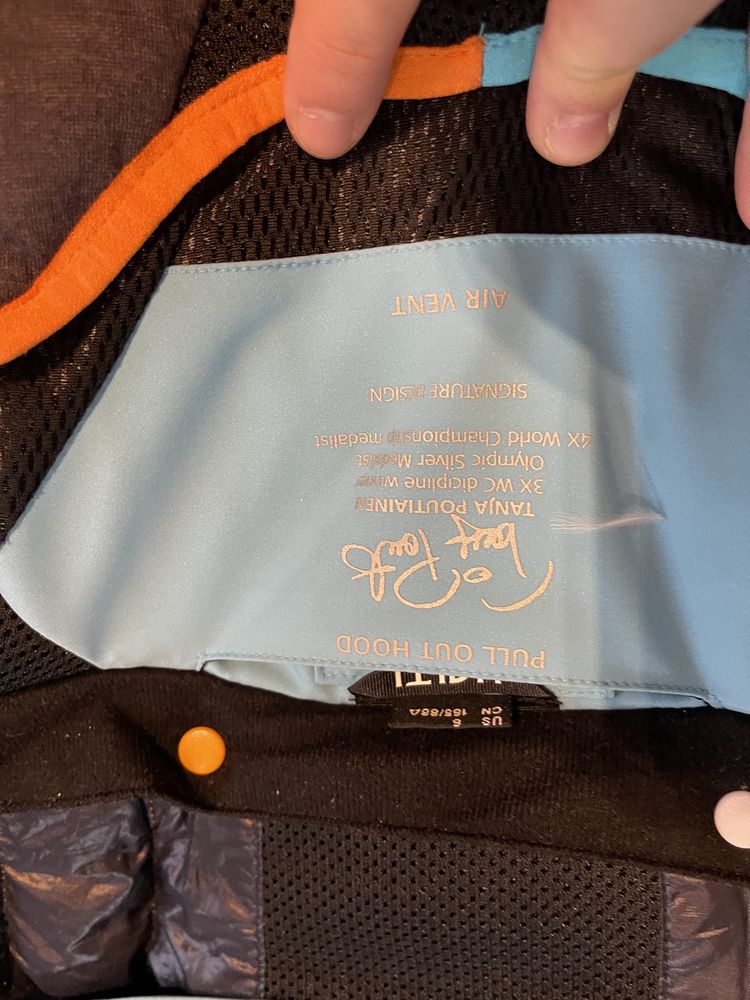 US 6
CN 165/88A
PULL OUT HOOD
TANJA POUTIAINEN
3X WC dicipline winner
Olympic Silver Medalist
4X World Championship medalist
SIGNATURE DESIGN
AIR VENT